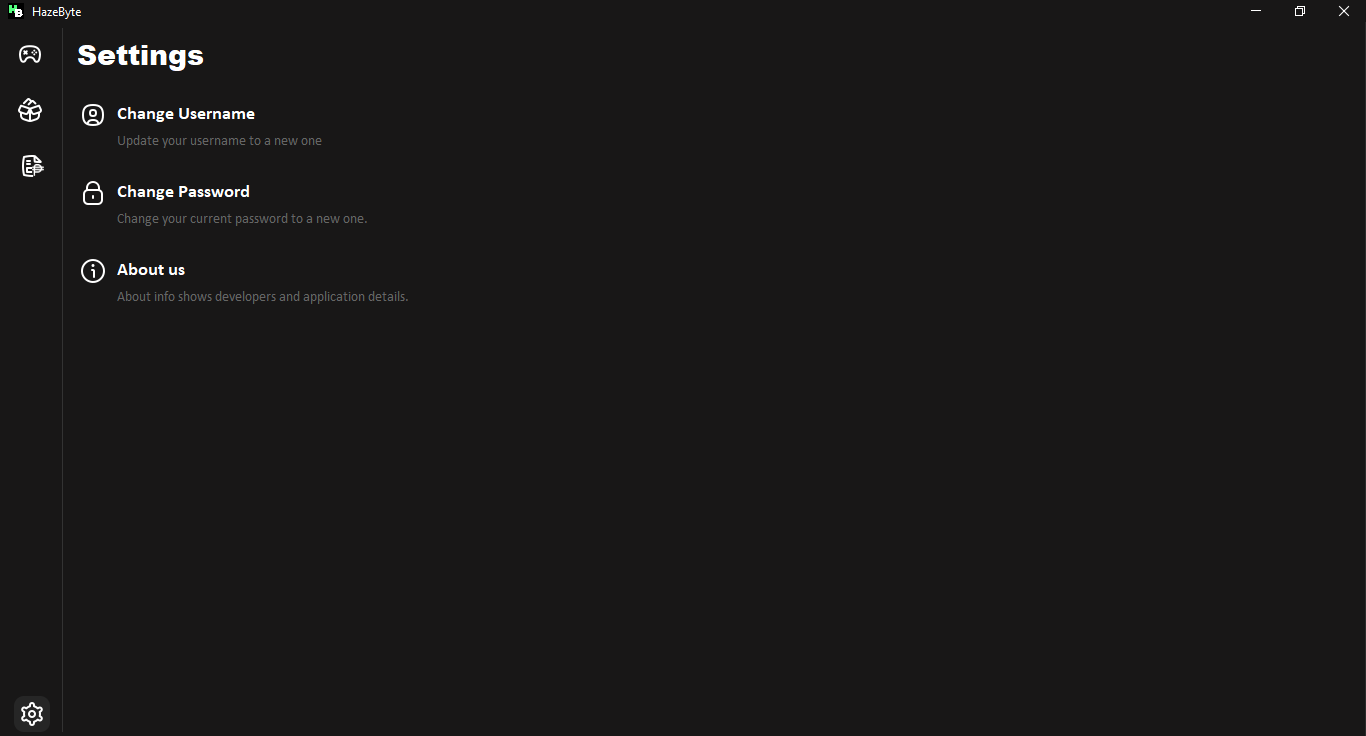 HazeByte
Settings
Change Username
Update your username to a new one
Change Password
Change your current password to a new one.
About us
About info shows developers and application details.